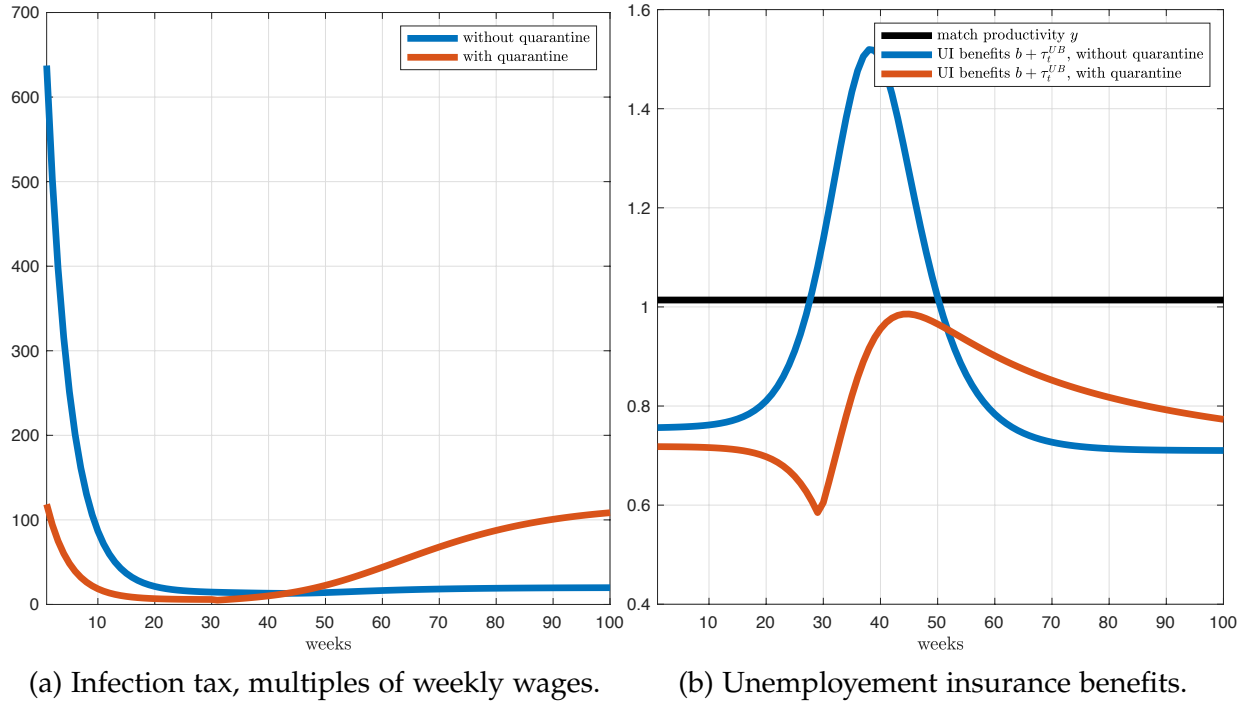 700
600
500
400
300
200
100
0
10 20 30 40 50 60 70 80 90 100
weeks
without quarantine
with quarantine
(a) Infection tax, multiples of weekly wages.
1.6
1.4
1.2
1
0.8
0.6
0.4
10 20 30 40 50 60 70 80 90 100
weeks
match productivity y
UI benefits b + τ_t^{UB}, without quarantine
UI benefits b + τ_t^{UB}, with quarantine
(b) Unemployement insurance benefits.